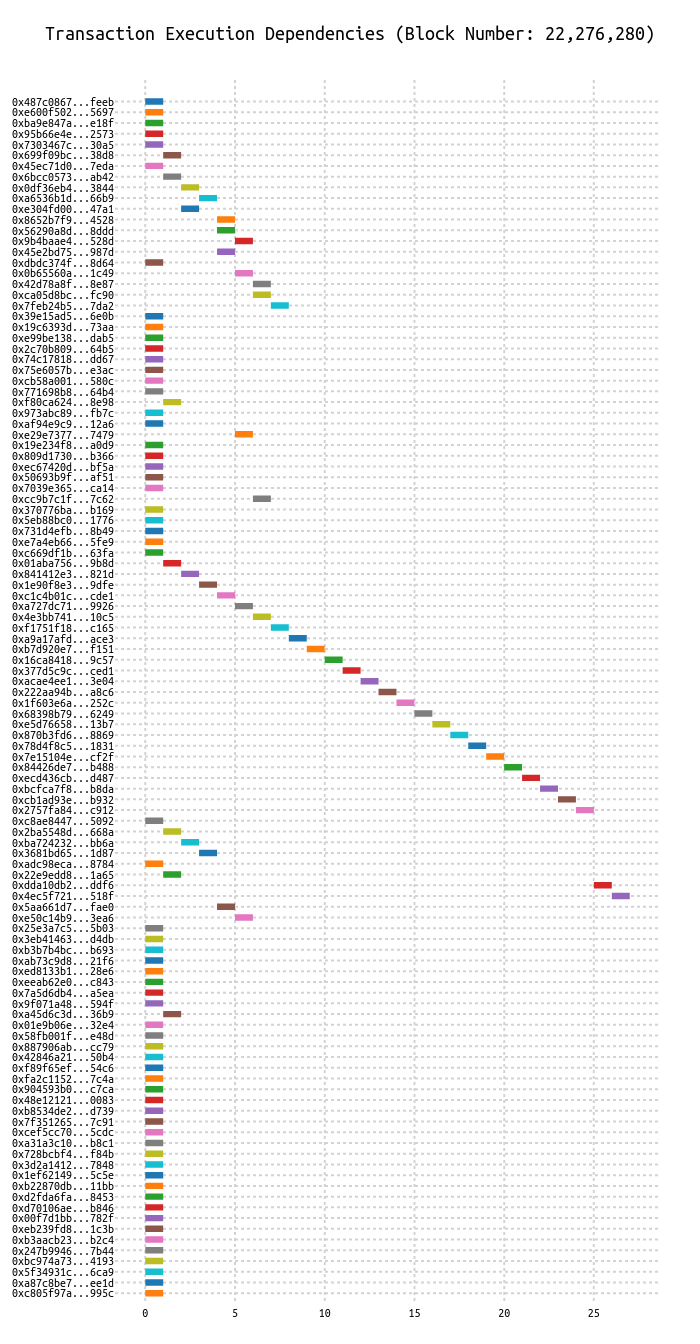 Transaction Execution Dependencies (Block Number: 22,276,280)
0x487c0867...feeb
0xe600f502...5697
0xba9e847a...e18f
0x95b66e4e...2573
0x7303467c...30a5
0x699f09bc...38d8
0x45ec71d0...7eda
0x6bcc0573...ab42
0x0df36eb4...3844
0xa6536b1d...66b9
0xe304fd00...47a1
0x8652b7f9...4528
0x56290a8d...8ddd
0x9b4baae4...528d
0x45e2bd75...987d
0xdbdc374f...8d64
0x0b65560a...1c49
0x42d78a8f...8e87
0xca05d8bc...fc90
0x7feb24b5...7da2
0x39e15ad5...6e0b
0x19c6393d...73aa
0xe99be138...dab5
0x2c70b809...64b5
0x74c17818...dd67
0x75e6057b...e3ac
0xcb58a001...580c
0x771698b8...64b4
0xf80ca624...8e98
0x973abc89...fb7c
0xaf94e9c9...12a6
0xe29e7377...7479
0x19e234f8...a0d9
0x809d1730...b366
0xec67420d...bf5a
0x50693b9f...af51
0x7039e365...ca14
0xcc9b7c1f...7c62
0x370776ba...b169
0x5eb88bc0...1776
0x731d4efb...8b49
0xe7a4eb66...5fe9
0xc669df1b...63fa
0x01aba756...9b8d
0x841412e3...821d
0x1e90f8e3...9dfe
0xc1c4b01c...cde1
0xa727dc71...9926
0x4e3bb741...10c5
0xf1751f18...c165
0xa9a17afd...ace3
0xb7d920e7...f151
0x16ca8418...9c57
0x377d5c9c...ced1
0xacae4ee1...3e04
0x222aa94b...a8c6
0x1f603e6a...252c
0x68398b79...6249
0xe5d76658...13b7
0x870b3fd6...8869
0x78d4f8c5...1831
0x7e15104e...cf2f
0x84426de7...b488
0xecd436cb...d487
0xbcfca7f8...b8da
0xcb1ad93e...b932
0x2757fa84...c912
0xc8ae8447...5092
0x2ba5548d...668a
0xba724232...bb6a
0x3681bd65...1d87
0xadc98eca...8784
0x22e9edd8...1a65
0xdda10db2...ddf6
0x4ec5f721...518f
0x5aa661d7...fae0
0xe50c14b9...3ea6
0x25e3a7c5...5b03
0x3eb41463...d4db
0xb3b7b4bc...b693
0xab73c9d8...21f6
0xed8133b1...28e6
0xeeab62e0...c843
0x7a5d6db4...a5ea
0x9f071a48...594f
0xa45d6c3d...36b9
0x01e9b06e...32e4
0x58fb001f...e48d
0x887906ab...cc79
0x42846a21...50b4
0xf89f65ef...54c6
0xfa2c1152...7c4a
0x904593b0...c7ca
0x48e12121...0083
0xb8534de2...d739
0x7f351265...7c91
0xcef5cc70...5cdc
0xa31a3c10...b8c1
0x728bcbf4...f84b
0x3d2a1412...7848
0x1ef62149...5c5e
0xb22870db...11bb
0xd2fda6fa...8453
0xd70106ae...b846
0x00f7d1bb...782f
0xeb239fd8...1c3b
0xb3aacb23...b2c4
0x247b9946...7b44
0xbc974a73...4193
0x5f34931c...6ca9
0xa87c8be7...ee1d
0xc805f97a...995c
0 5 10 15 20 25